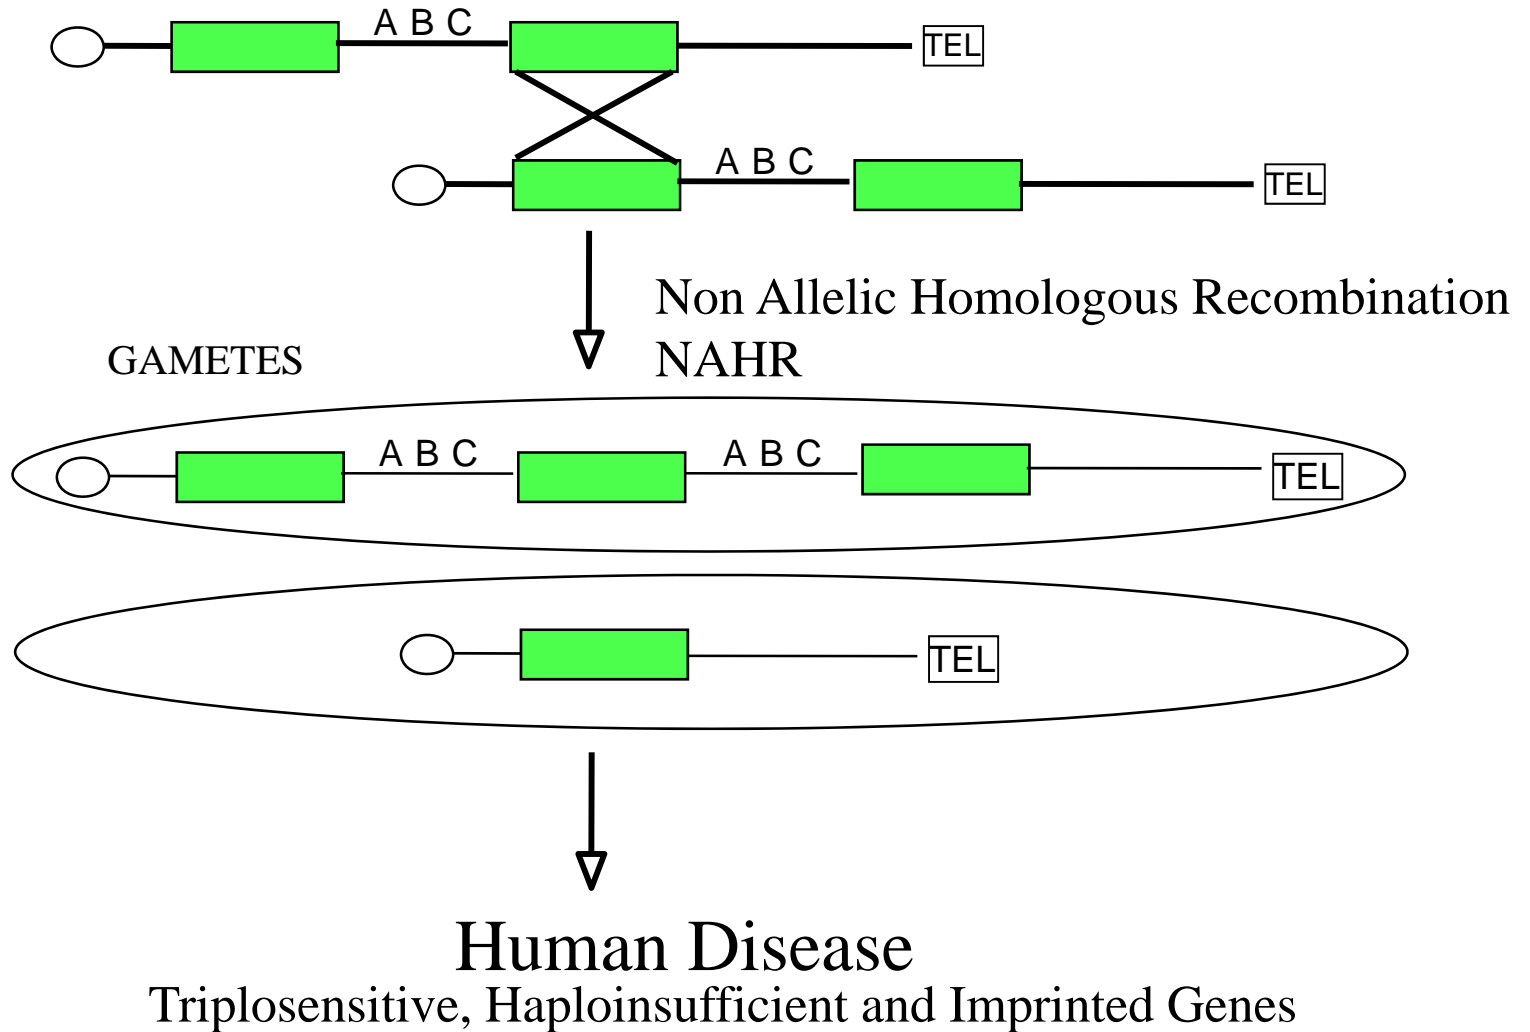 A B C
TEL
A B C
TEL
Non Allelic Homologous Recombination
NAHR
GAMETES
A B C A B C
TEL
TEL
Human Disease
Triplosensitive, Haploinsufficient and Imprinted Genes